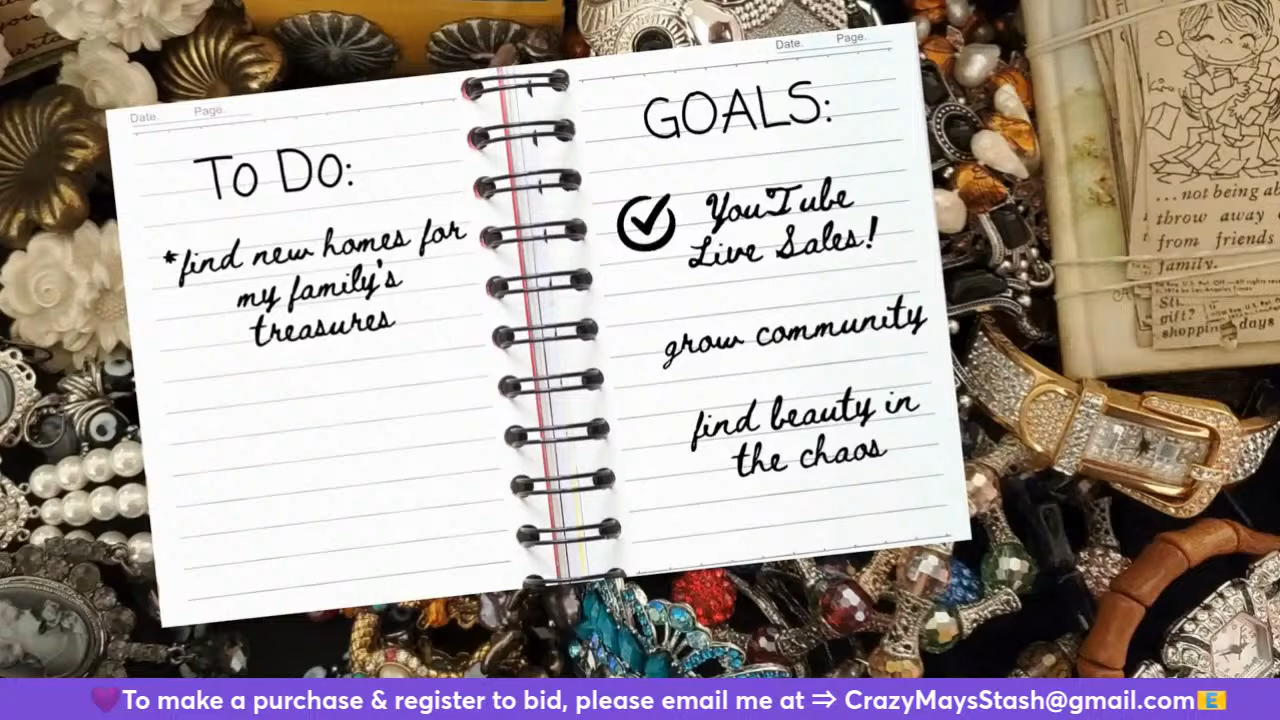 Date. Page.
TO DO:
*find new homes for
my family's
treasures
Date. Page.
GOALS:
YouTube
Live Sales!
grow community
find beauty in
the chaos
...not being ab
throw away
from friends
family.
shopping days
💜To make a purchase & register to bid, please email me at ⇒ CrazyMaysStash@gmail.com📧